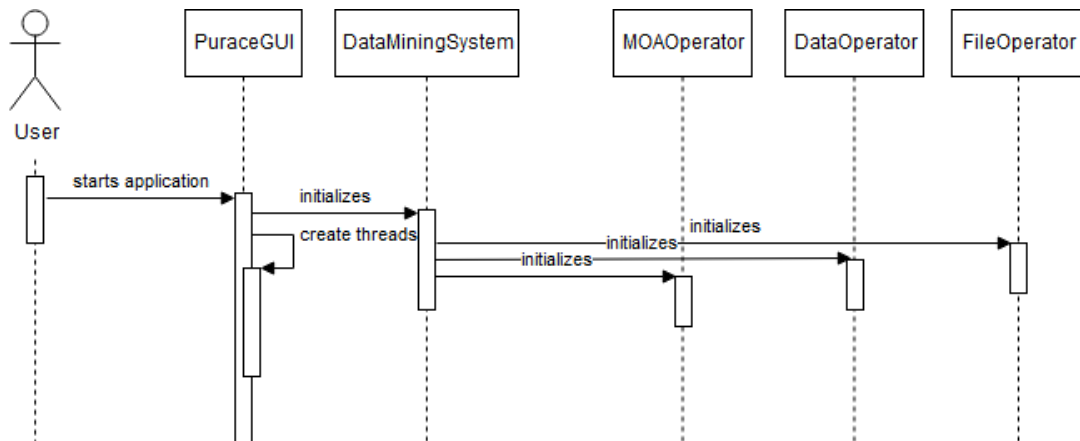 PuraceGUI
DataMiningSystem
MOAOperator
DataOperator
FileOperator
User
starts application
initializes
create threads
initializes
initializes
initializes